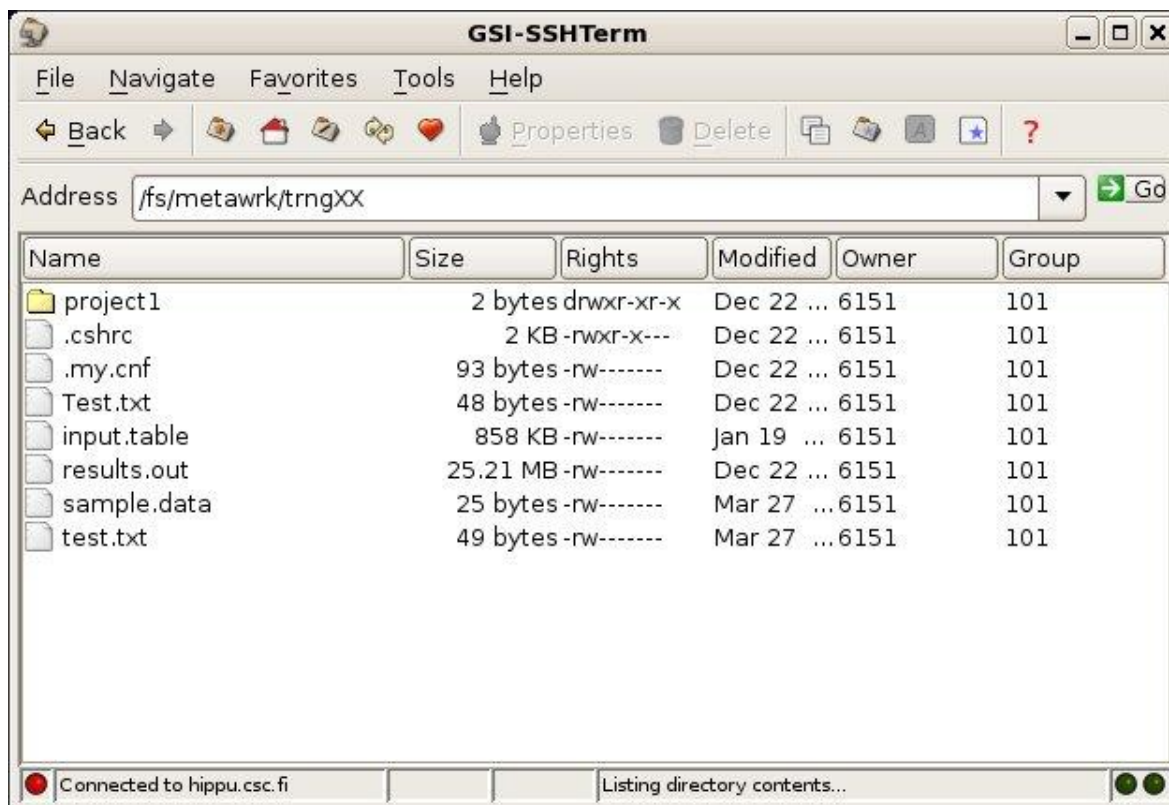 GSI-SSHTerm
File Navigate Favorites Tools Help
Back Properties Delete A ?
Address /fs/metawrk/trngXX Go
Name Size Rights Modified Owner Group
project1 2 bytes drwxr-xr-x Dec 22 ... 6151 101
.cshrc 2 KB -rwxr-x--- Dec 22 ... 6151 101
.my.cnf 93 bytes -rw------- Dec 22 ... 6151 101
Test.txt 48 bytes -rw------- Dec 22 ... 6151 101
input.table 858 KB -rw------- Jan 19 ... 6151 101
results.out 25.21 MB -rw------- Dec 22 ... 6151 101
sample.data 25 bytes -rw------- Mar 27 ... 6151 101
test.txt 49 bytes -rw------- Mar 27 ... 6151 101
Connected to hippu.csc.fi Listing directory contents...